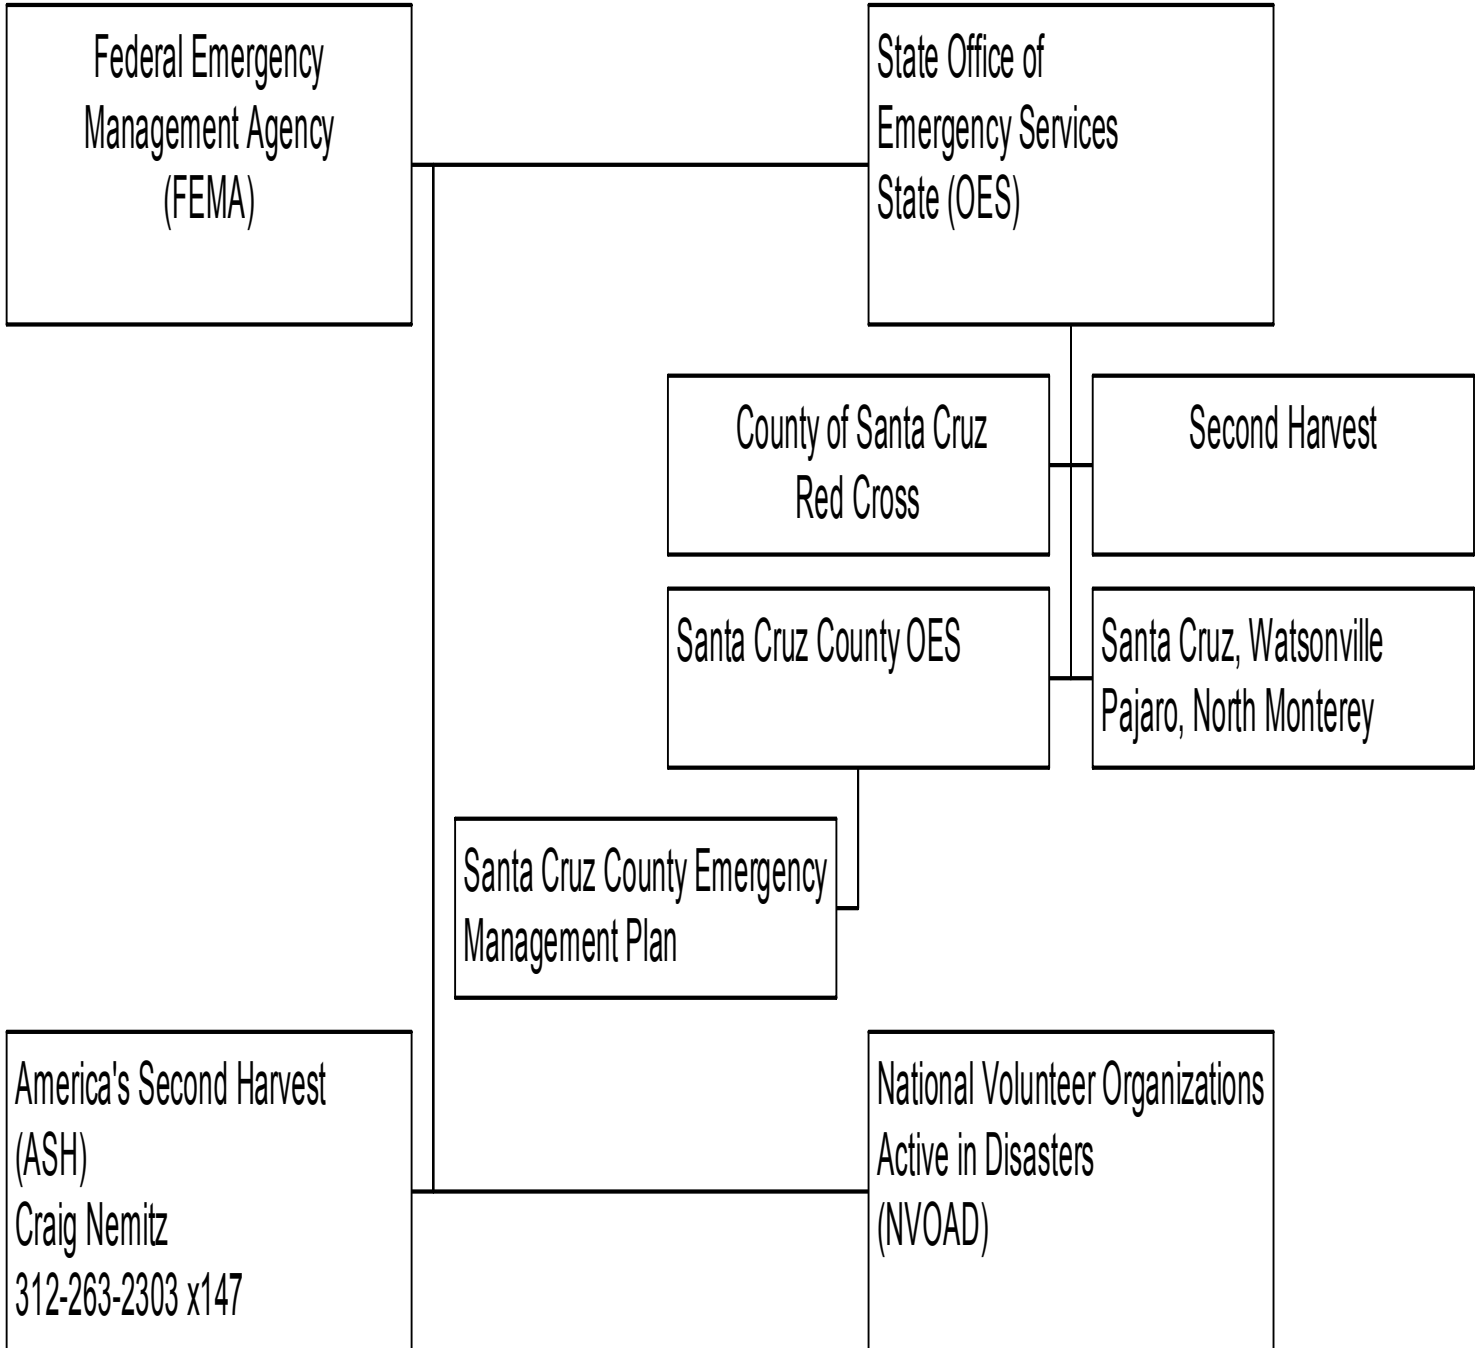 Federal Emergency
Management Agency
(FEMA)
State Office of
Emergency Services
State (OES)
County of Santa Cruz
Red Cross
Second Harvest
Santa Cruz County OES
Santa Cruz, Watsonville
Pajaro, North Monterey
Santa Cruz County Emergency
Management Plan
America's Second Harvest
(ASH)
Craig Nemitz
312-263-2303 x147
National Volunteer Organizations
Active in Disasters
(NVOAD)